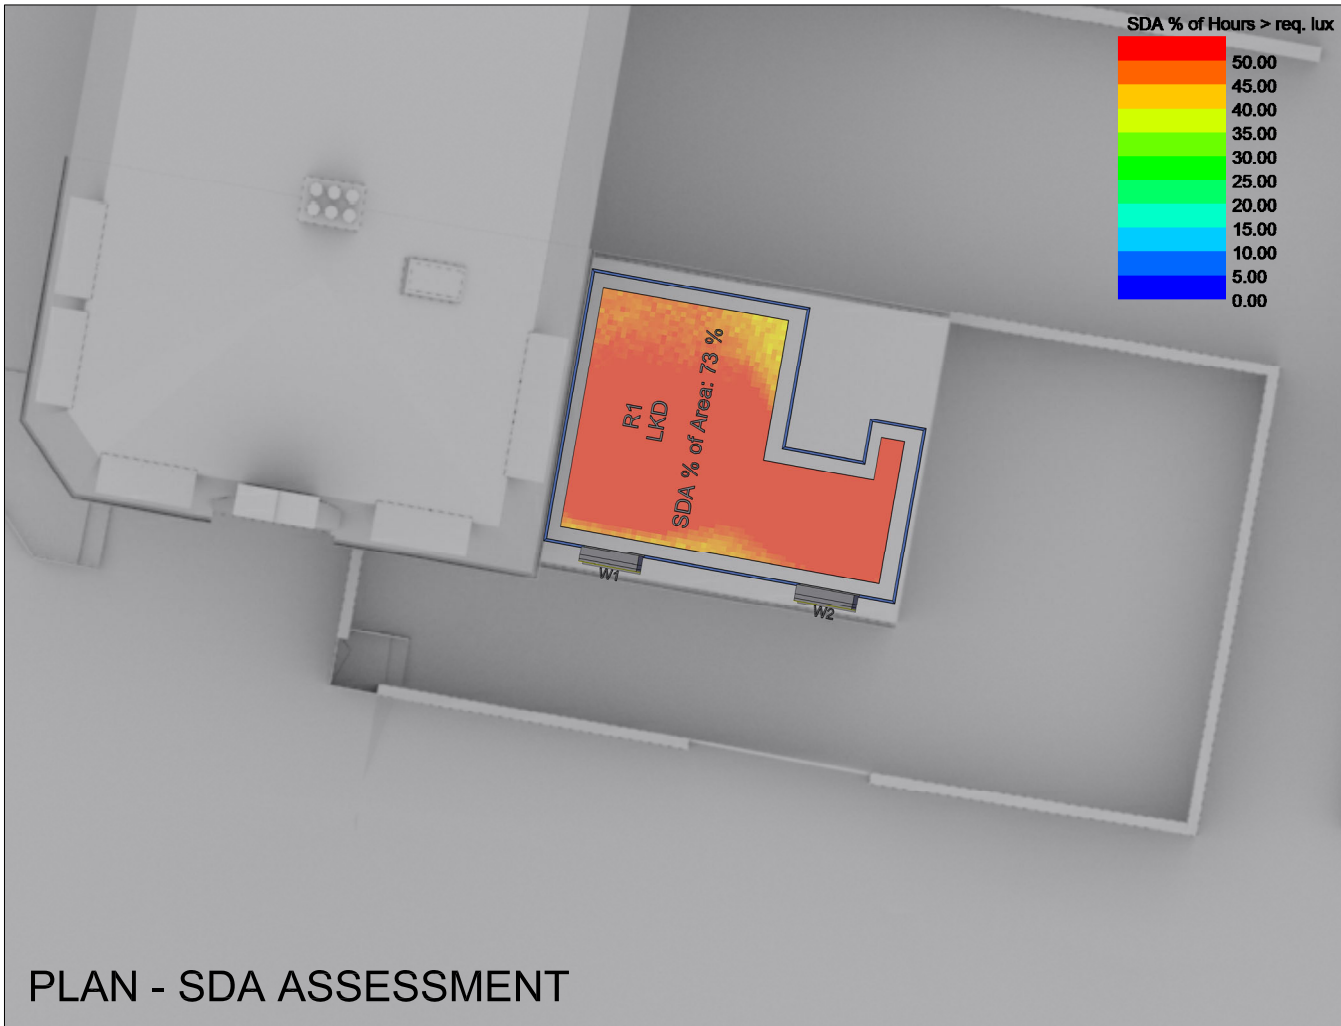 SDA % of Hours > req. lux
50.00
45.00
40.00
35.00
30.00
25.00
20.00
15.00
10.00
5.00
0.00
R1
LKD
SDA % of Area: 73 %
W1
W2
PLAN - SDA ASSESSMENT